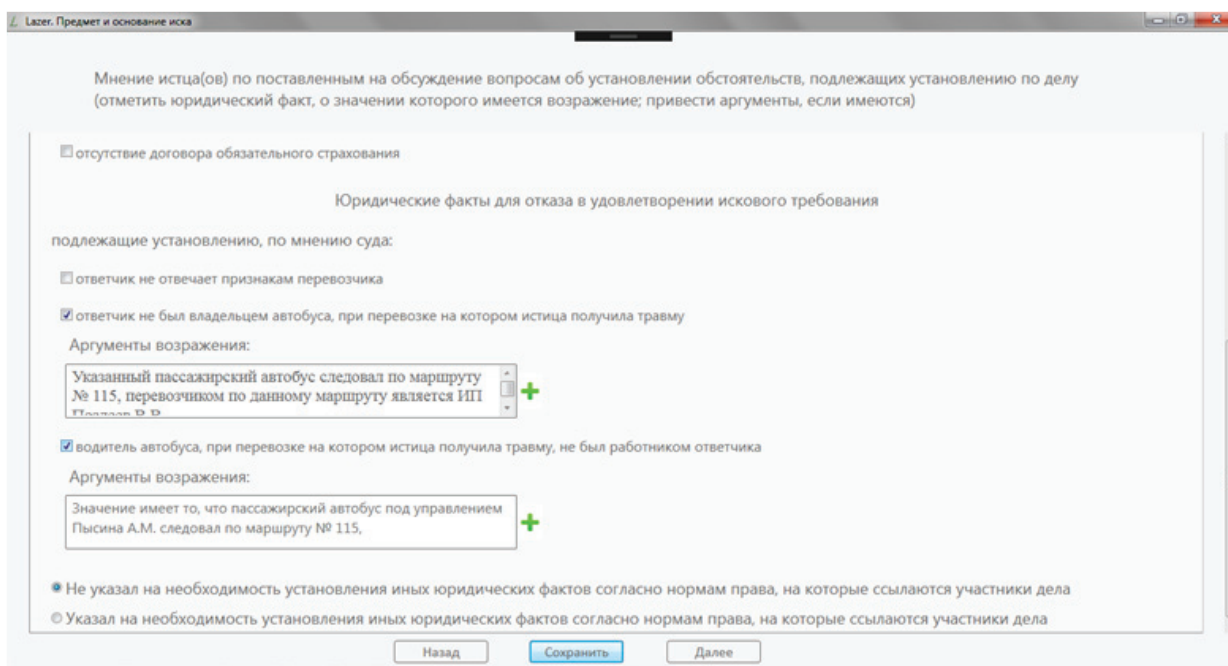 Lazer. Предмет и основание иска
Мнение истца(ов) по поставленным на обсуждение вопросам об установлении обстоятельств, подлежащих установлению по делу
(отметить юридический факт, о значении которого имеется возражение; привести аргументы, если имеются)
отсутствие договора обязательного страхования
Юридические факты для отказа в удовлетворении искового требования
подлежащие установлению, по мнению суда:
ответчик не отвечает признакам перевозчика
ответчик не был владельцем автобуса, при перевозке на котором истица получила травму
Аргументы возражения:
Указанный пассажирский автобус следовал по маршруту
№ 115, перевозчиком по данному маршруту является ИП
водитель автобуса, при перевозке на котором истица получила травму, не был работником ответчика
Аргументы возражения:
Значение имеет то, что пассажирский автобус под управлением
Пысина А.М. следовал по маршруту № 115,
Не указал на необходимость установления иных юридических фактов согласно нормам права, на которые ссылаются участники дела
Указал на необходимость установления иных юридических фактов согласно нормам права, на которые ссылаются участники дела
Назад
Сохранить
Далее